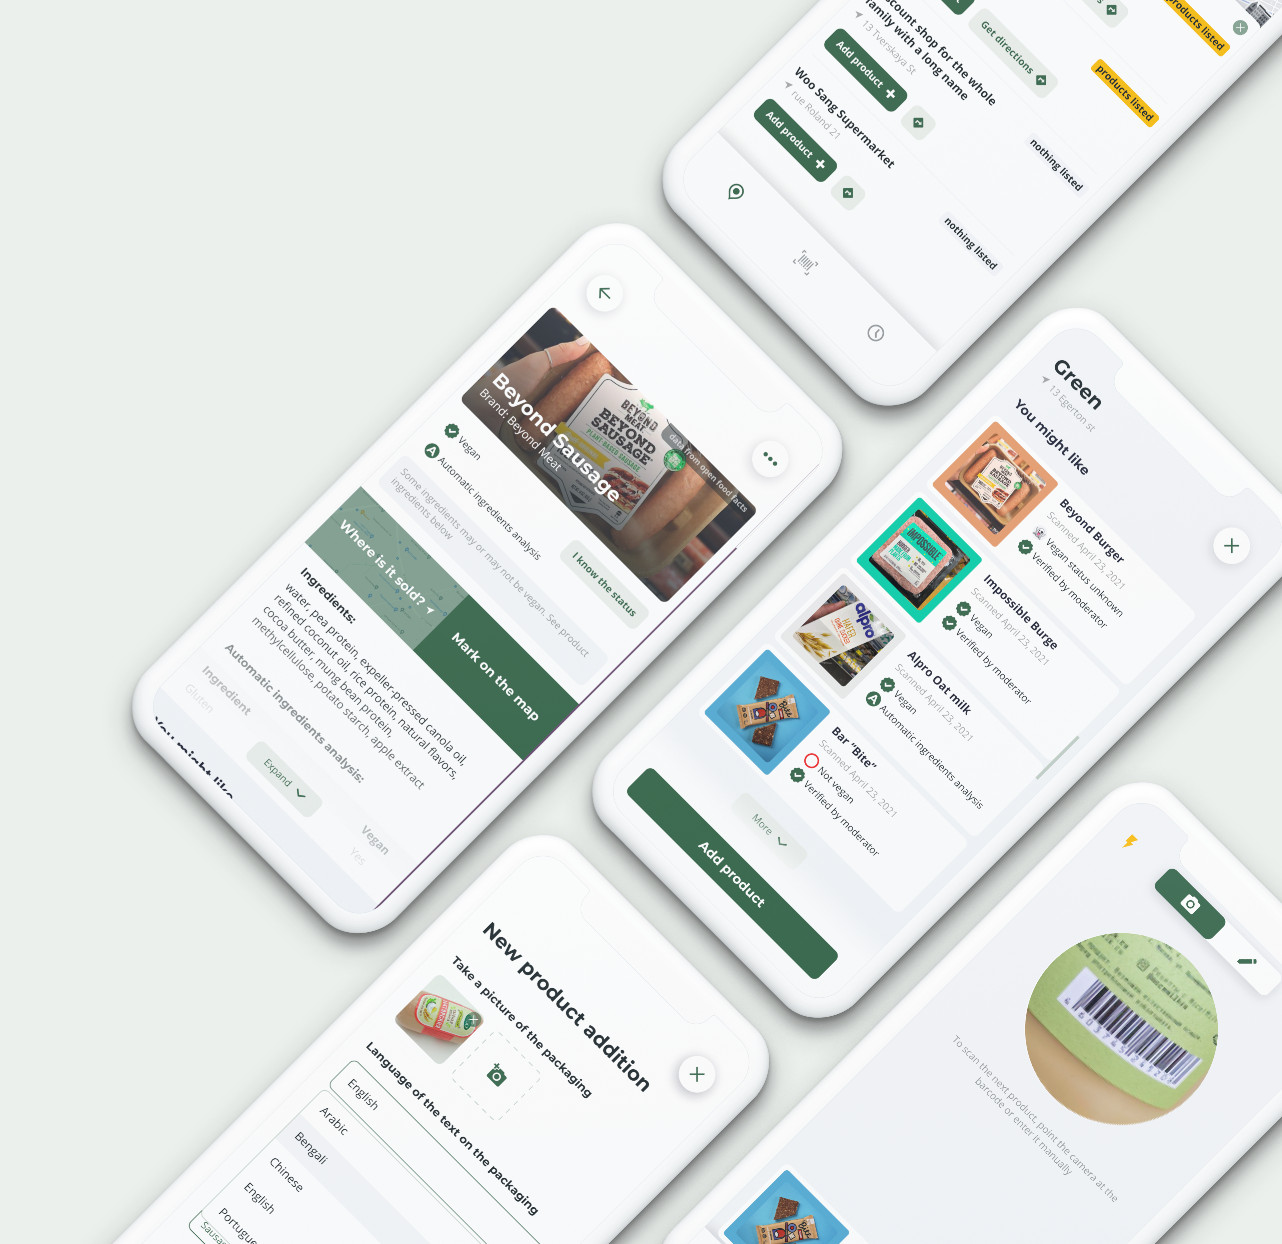 products listed
Get directions
products listed
count shop for the whole
family with a long name
13 Tverskaya St
Add product
nothing listed
Woo Sang Supermarket
rue Roland 21
Add product
nothing listed
Beyond Sausage
Brand: Beyond Meat
BEYOND MEAT
BEYOND
SAUSAGE
PLANT-BASED SAUSAGE
data from open food facts
Vegan
Automatic ingredients analysis
I know the status
Some ingredients may or may not be vegan. See product
ingredients below
Where is it sold?
Mark on the map
Ingredients:
water, pea protein, expeller-pressed canola oil,
refined coconut oil, rice protein, natural flavors,
cocoa butter, mung bean protein,
methylcellulose, potato starch, apple extract
Automatic ingredients analysis:
Ingredient
Vegan
Gluten
Yes
Expand
You might like
Green
13 Egerton st
You might like
Beyond Burger
Scanned April 23, 2021
Vegan status unknown
Verified by moderator
IMPOSSIBLE
Impossible Burge
Scanned April 23, 2021
Vegan
Verified by moderator
alpro
Alpro Oat milk
Scanned April 23, 2021
Vegan
Automatic ingredients analysis
Bar "Bite"
Scanned April 23, 2021
Not vegan
Verified by moderator
More
Add product
New product addition
Take a picture of the packaging
Language of the text on the packaging
English
Arabic
Bengali
Chinese
English
Portugue
Sausa
To scan the next product, point the camera at the
barcode or enter it manually